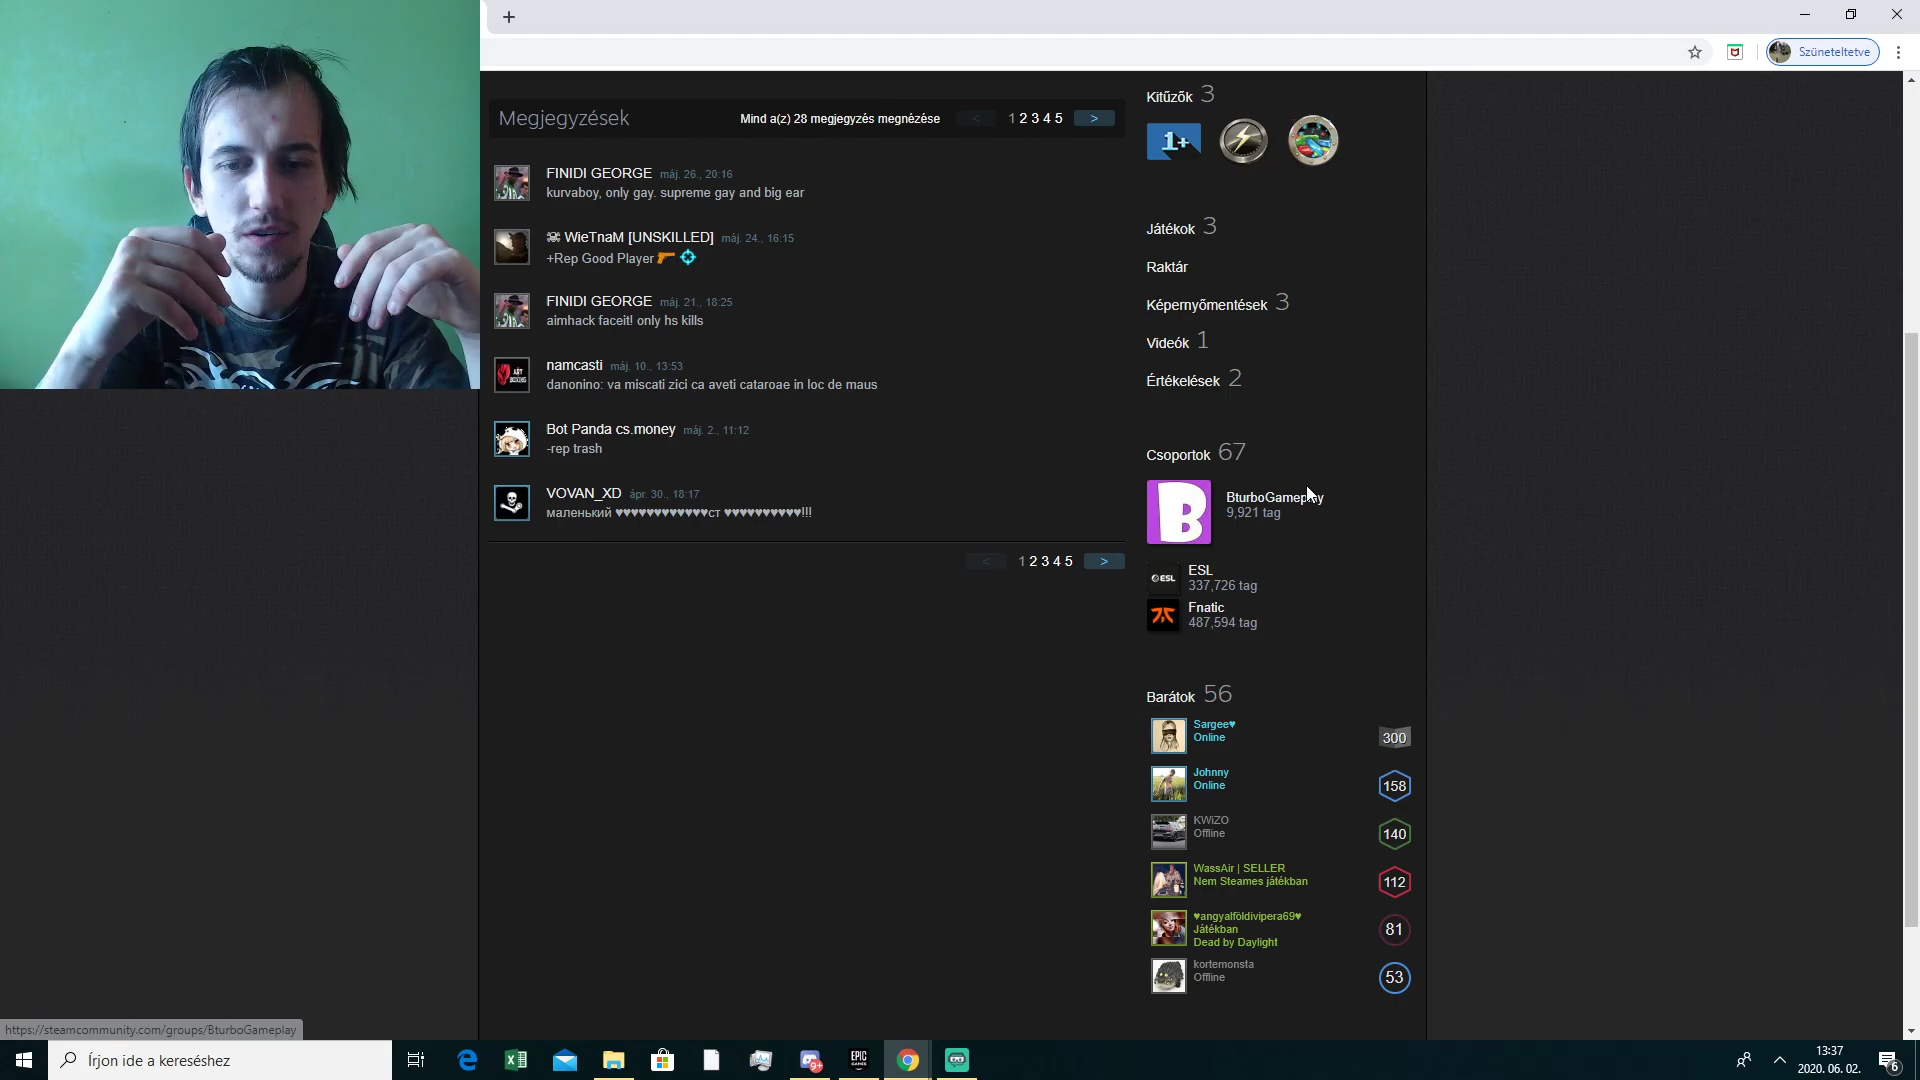 Szüneteltetve
Megjegyzések
Mind a(z) 28 megjegyzés megnézése
< 1 2 3 4 5 >
FINIDI GEORGE máj. 26., 20:16
kurvaboy, only gay. supreme gay and big ear
☠ WieTnaM [UNSKILLED] máj. 24., 16:15
+Rep Good Player
FINIDI GEORGE máj. 21., 18:25
aimhack faceit! only hs kills
namcasti máj. 10., 13:53
danonino: va miscati zici ca aveti cataroae in loc de maus
Bot Panda cs.money máj. 2., 11:12
-rep trash
VOVAN_XD ápr. 30., 18:17
маленький ♥♥♥♥♥♥♥♥♥♥♥♥ст ♥♥♥♥♥♥♥♥♥♥!!!
< 1 2 3 4 5 >
Kitűzők 3
1+
Játékok 3
Raktár
Képernyőmentések 3
Videók 1
Értékelések 2
Csoportok 67
B
BturboGameplay
9,921 tag
ESL
ESL
337,726 tag
Fnatic
487,594 tag
Barátok 56
Sargee♥
Online
300
Johnny
Online
158
KWiZO
Offline
140
WassAir | SELLER
Nem Steames játékban
112
♥angyalföldivipera69♥
Játékban
Dead by Daylight
81
kortemonsta
Offline
53
https://steamcommunity.com/groups/BturboGameplay
Írjon ide a kereséshez
9+
EPIC
GAMES
13:37
2020. 06. 02.
6